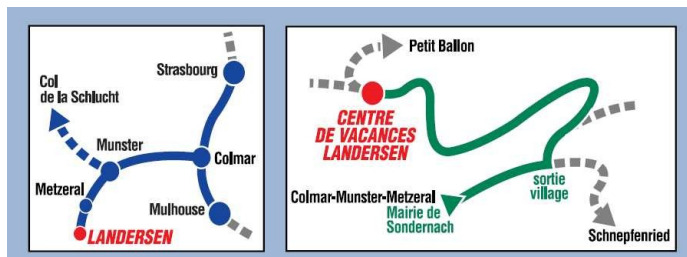 Strasbourg
Col
de la Schlucht
Munster
Colmar
Metzeral
Mulhouse
LANDERSEN
Petit Ballon
CENTRE
DE VACANCES
LANDERSEN
Colmar-Munster-Metzeral
Mairie de
Sondernach
sortie
village
Schnepfenried